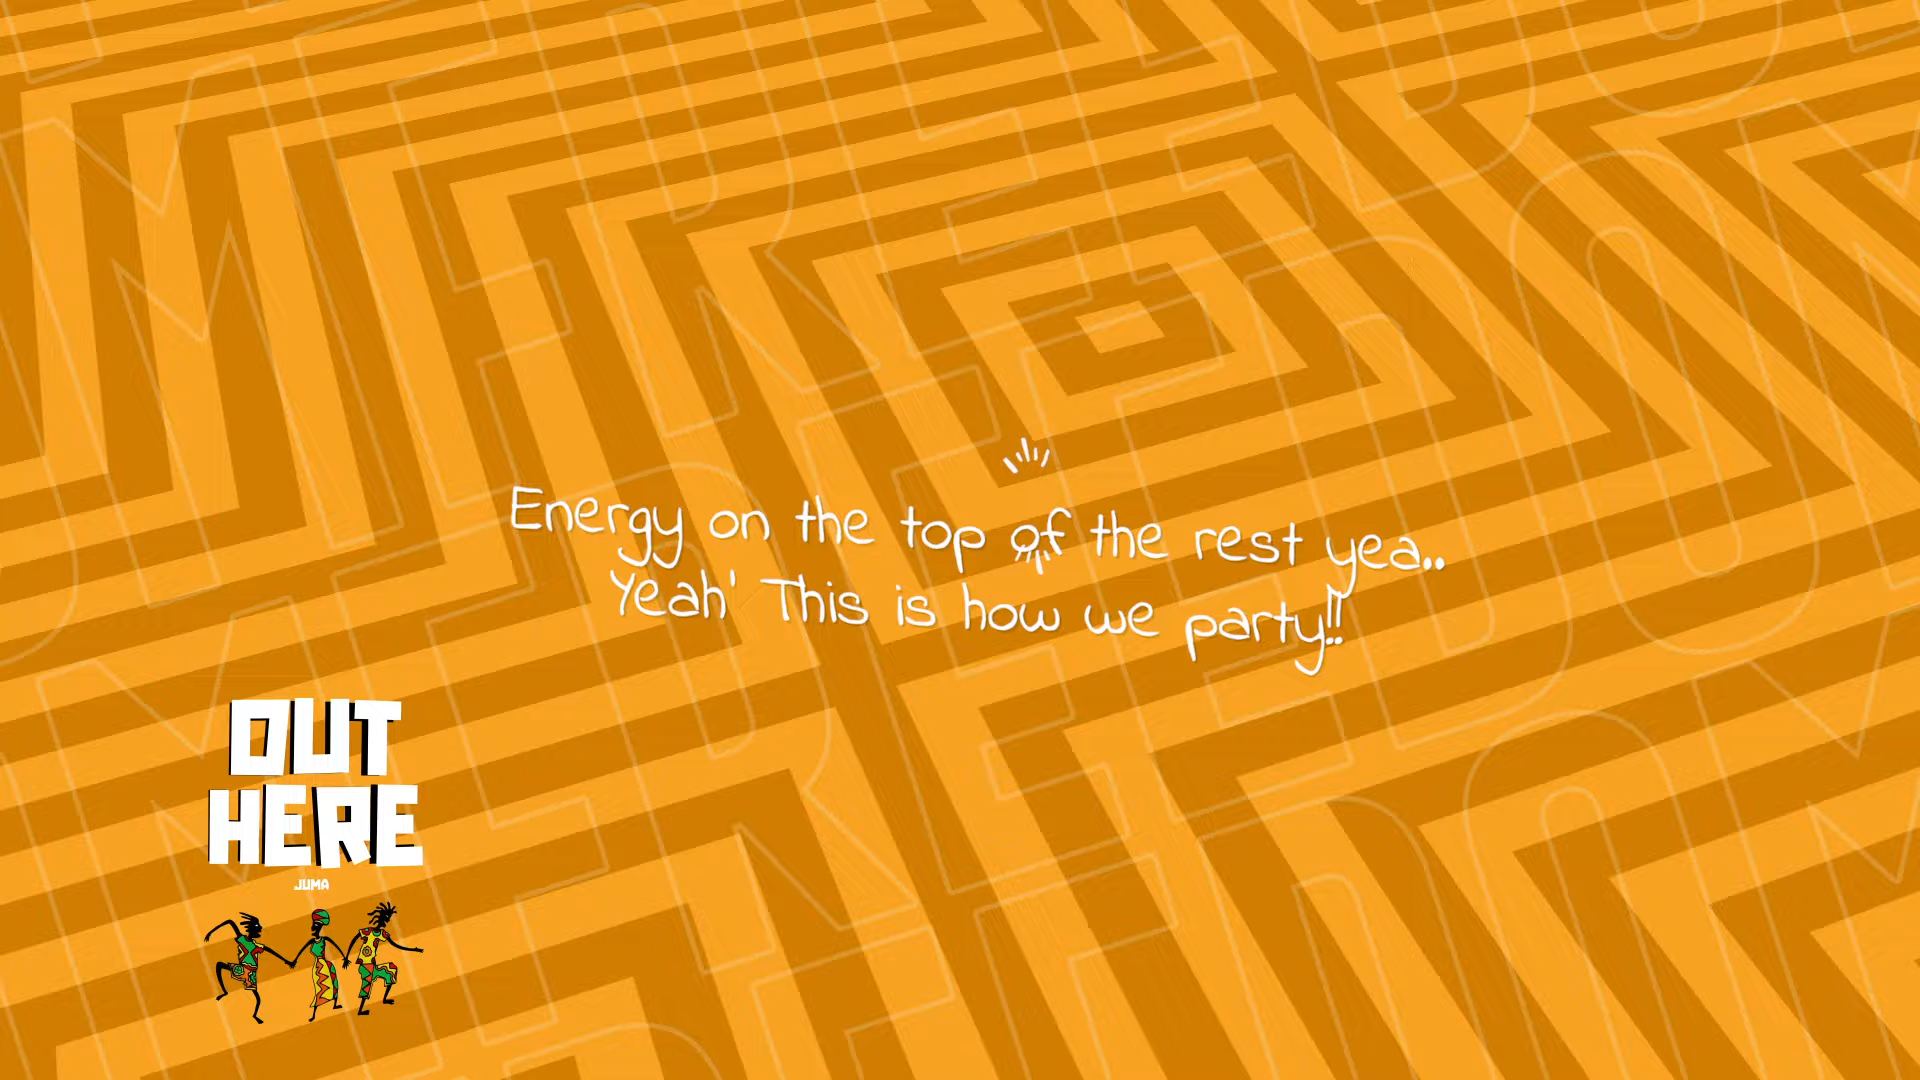 Energy on the top of the rest yea..
Yeah' This is how we party!!
OUT
HERE
JUMA